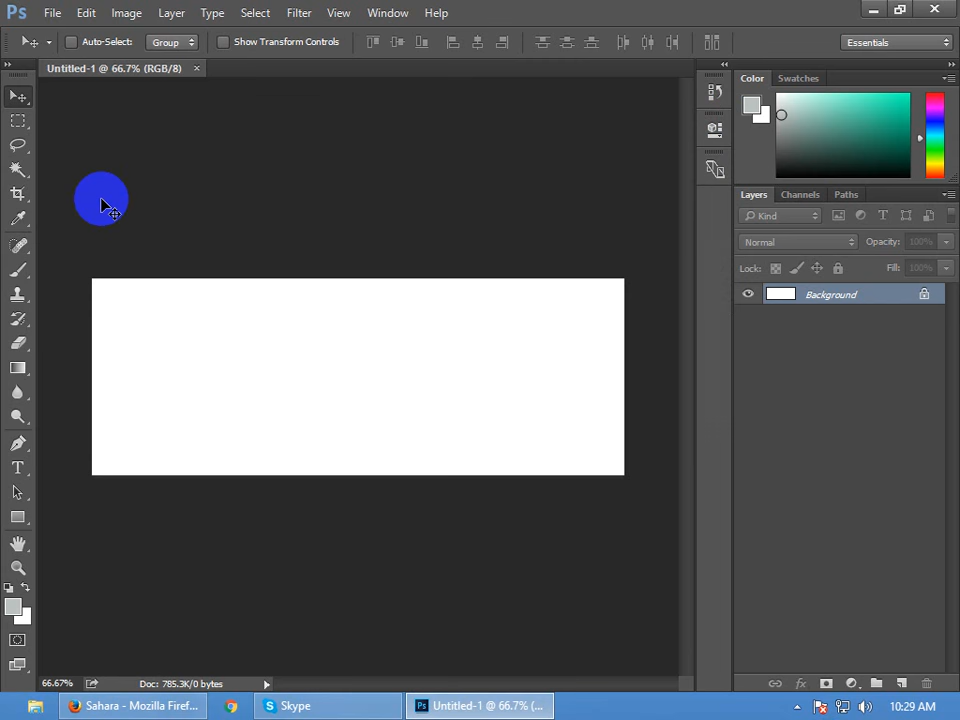 Ps File Edit Image Layer Type Select Filter View Window Help
Auto-Select: Group Show Transform Controls Essentials
Untitled-1 @ 66.7% (RGB/8) ×
Color Swatches
Layers Channels Paths
Kind T
Normal Opacity: 100%
Lock: Fill: 100%
Background
T
66.67% Doc: 785.3K/0 bytes
fx
Sahara - Mozilla Firef... Skype Ps Untitled-1 @ 66.7% (... 10:29 AM